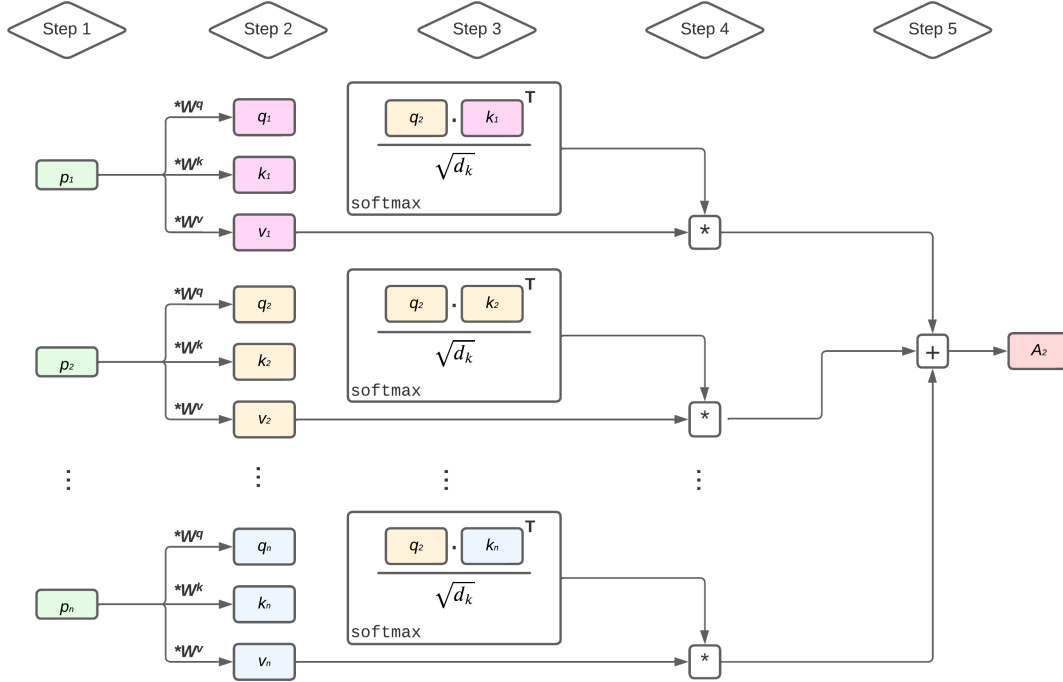 Step 1 Step 2 Step 3 Step 4 Step 5
*Wq q1
q2 · k1 T
√dk
softmax
p1 *Wk k1
*Wv v1 *
*Wq q2
q2 · k2 T
√dk
softmax
p2 *Wk k2
*Wv v2 *
+ A2
⋮ ⋮ ⋮ ⋮
*Wq qn
q2 · kn T
√dk
softmax
pn *Wk kn
*Wv vn *